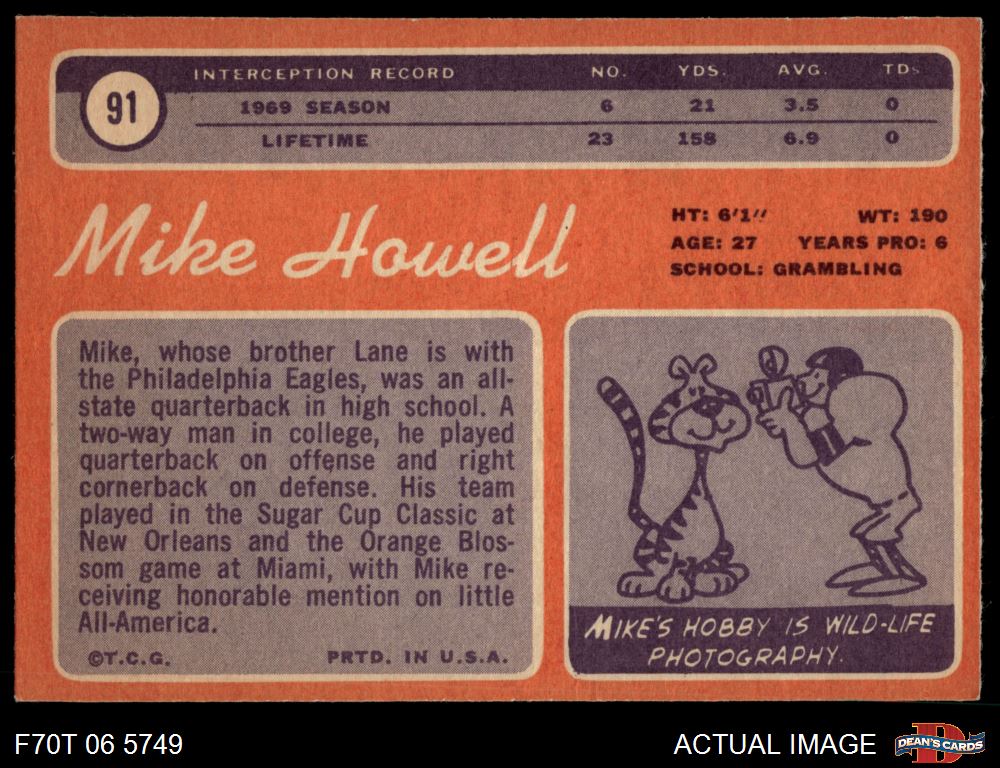 91
INTERCEPTION RECORD NO. YDS. AVG. TDs
1969 SEASON 6 21 3.5 0
LIFETIME 23 158 6.9 0
Mike Howell
HT: 6'1" WT: 190
AGE: 27 YEARS PRO: 6
SCHOOL: GRAMBLING
Mike, whose brother Lane is with
the Philadelphia Eagles, was an all-
state quarterback in high school. A
two-way man in college, he played
quarterback on offense and right
cornerback on defense. His team
played in the Sugar Cup Classic at
New Orleans and the Orange Blos-
som game at Miami, with Mike re-
ceiving honorable mention on little
All-America.
©T.C.G. PRTD. IN U.S.A.
MIKE'S HOBBY IS WILD-LIFE
PHOTOGRAPHY.
F70T 06 5749
ACTUAL IMAGE
D
DEAN'S CARDS